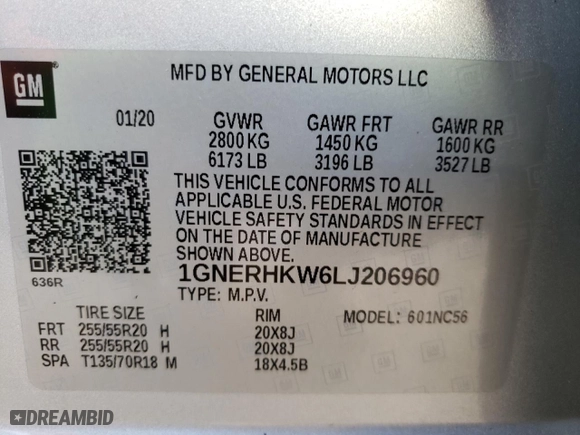 GM
MFD BY GENERAL MOTORS LLC
01/20
GVWR GAWR FRT GAWR RR
2800 KG 1450 KG 1600 KG
6173 LB 3196 LB 3527 LB
THIS VEHICLE CONFORMS TO ALL
APPLICABLE U.S. FEDERAL MOTOR
VEHICLE SAFETY STANDARDS IN EFFECT
ON THE DATE OF MANUFACTURE
SHOWN ABOVE.
636R
1GNERHKW6LJ206960
TYPE: M.P.V.
TIRE SIZE RIM MODEL: 601NC56
FRT 255/55R20 H 20X8J
RR 255/55R20 H 20X8J
SPA T135/70R18 M 18X4.5B
DREAMBID